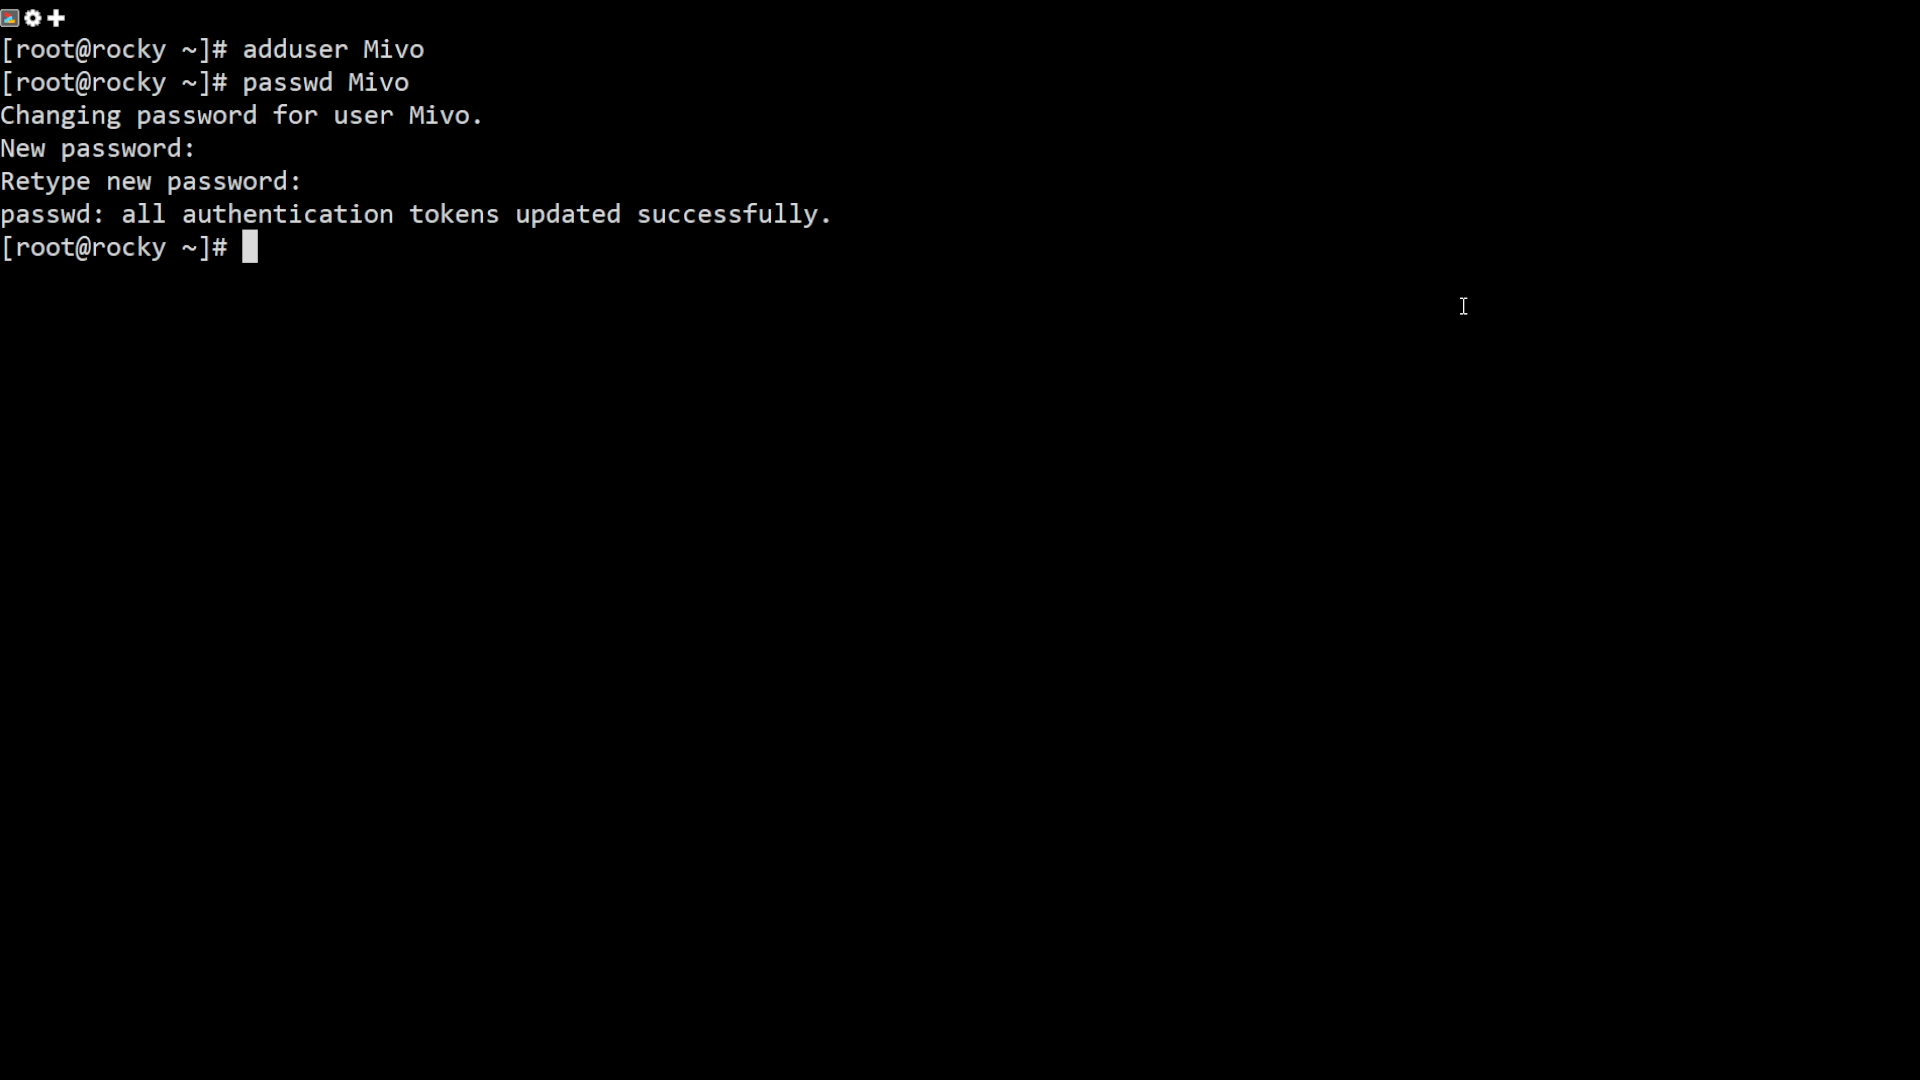 [root@rocky ~]# adduser Mivo
[root@rocky ~]# passwd Mivo
Changing password for user Mivo.
New password:
Retype new password:
passwd: all authentication tokens updated successfully.
[root@rocky ~]#